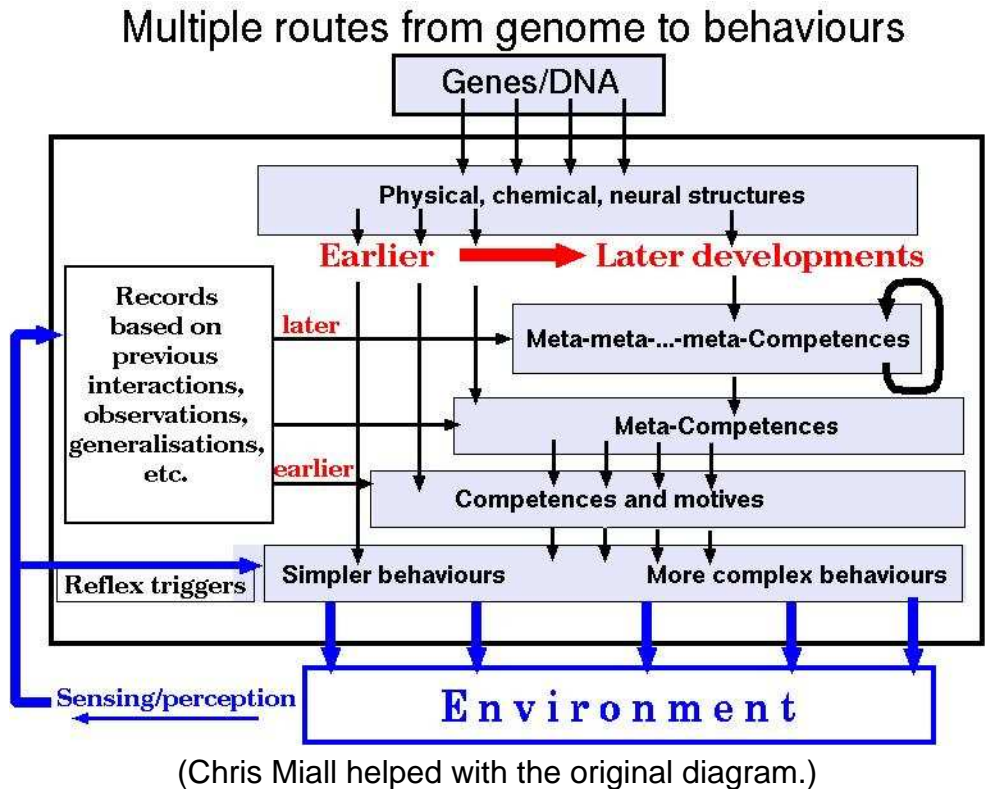 Multiple routes from genome to behaviours
Genes/DNA
Physical, chemical, neural structures
Earlier
Later developments
Records
based on
previous
interactions,
observations,
generalisations,
etc.
later
earlier
Meta-meta-...-meta-Competences
Meta-Competences
Competences and motives
Reflex triggers
Simpler behaviours
More complex behaviours
Sensing/perception
Environment
(Chris Miall helped with the original diagram.)